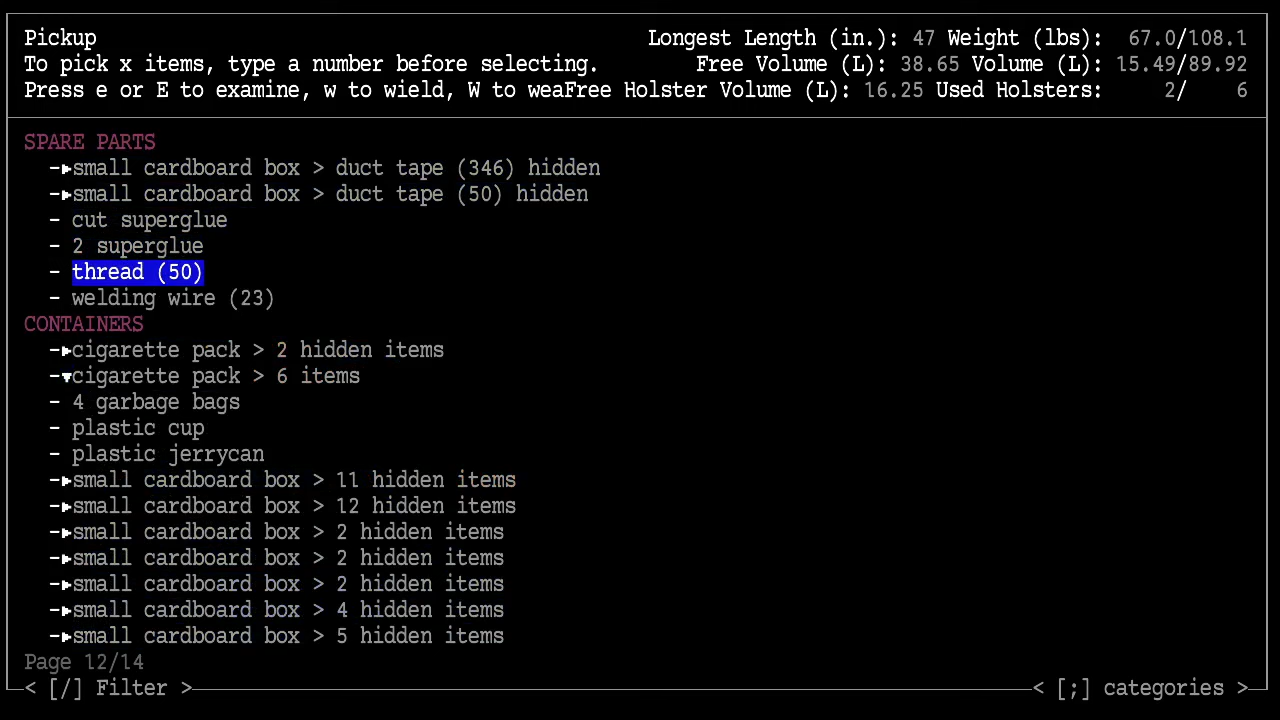 Pickup Longest Length (in.): 47 Weight (lbs): 67.0/108.1
To pick x items, type a number before selecting. Free Volume (L): 38.65 Volume (L): 15.49/89.92
Press e or E to examine, w to wield, W to weaFree Holster Volume (L): 16.25 Used Holsters: 2/ 6
SPARE PARTS
-▶small cardboard box > duct tape (346) hidden
-▶small cardboard box > duct tape (50) hidden
- cut superglue
- 2 superglue
- thread (50)
- welding wire (23)
CONTAINERS
-▶cigarette pack > 2 hidden items
-▼cigarette pack > 6 items
- 4 garbage bags
- plastic cup
- plastic jerrycan
-▶small cardboard box > 11 hidden items
-▶small cardboard box > 12 hidden items
-▶small cardboard box > 2 hidden items
-▶small cardboard box > 2 hidden items
-▶small cardboard box > 2 hidden items
-▶small cardboard box > 4 hidden items
-▶small cardboard box > 5 hidden items
Page 12/14
< [/] Filter > < [;] categories >